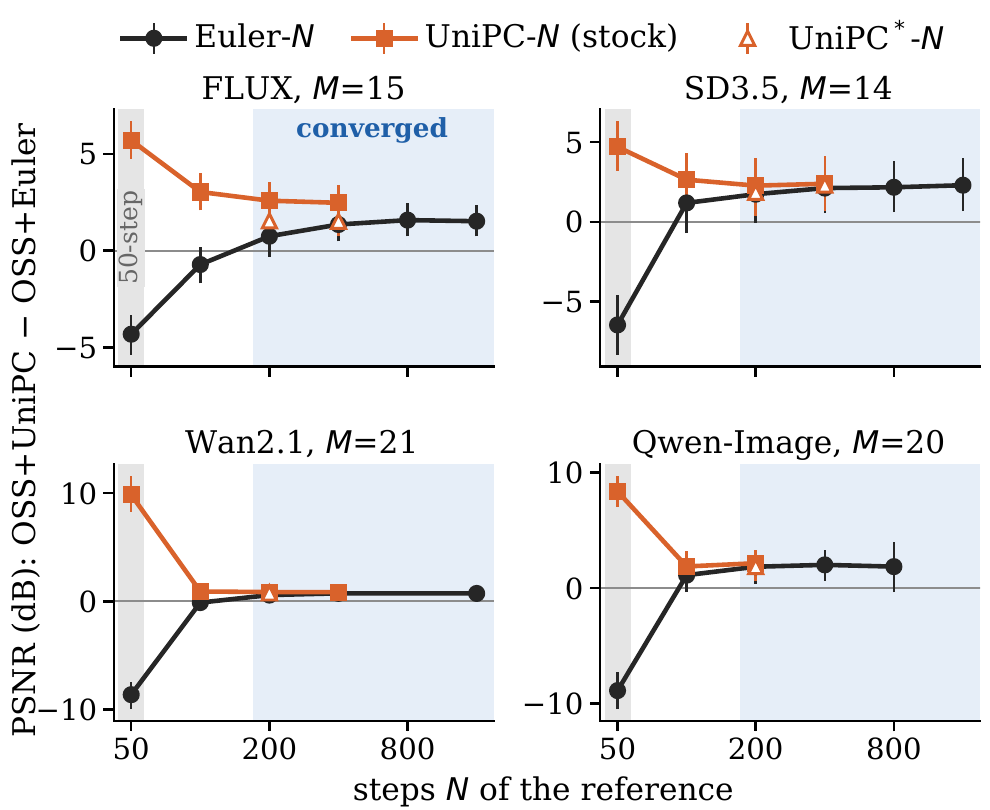 Euler-N
UniPC-N (stock)
UniPC*-N
FLUX, M=15
SD3.5, M=14
converged
50-step
5
0
−5
5
0
−5
PSNR (dB): OSS+UniPC − OSS+Euler
Wan2.1, M=21
Qwen-Image, M=20
10
0
−10
10
0
−10
50
200
800
50
200
800
steps N of the reference